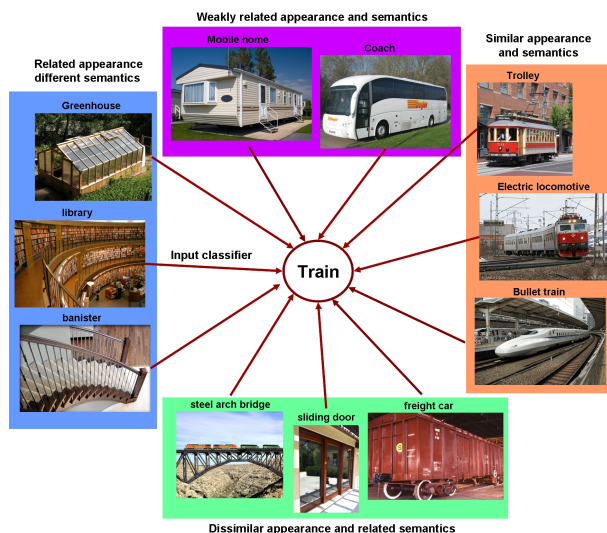 Weakly related appearance and semantics
Mobile home
Coach
Related appearance
different semantics
Greenhouse
library
banister
Similar appearance
and semantics
Trolley
Electric locomotive
Bullet train
Input classifier
Train
steel arch bridge
sliding door
freight car
Dissimilar appearance and related semantics